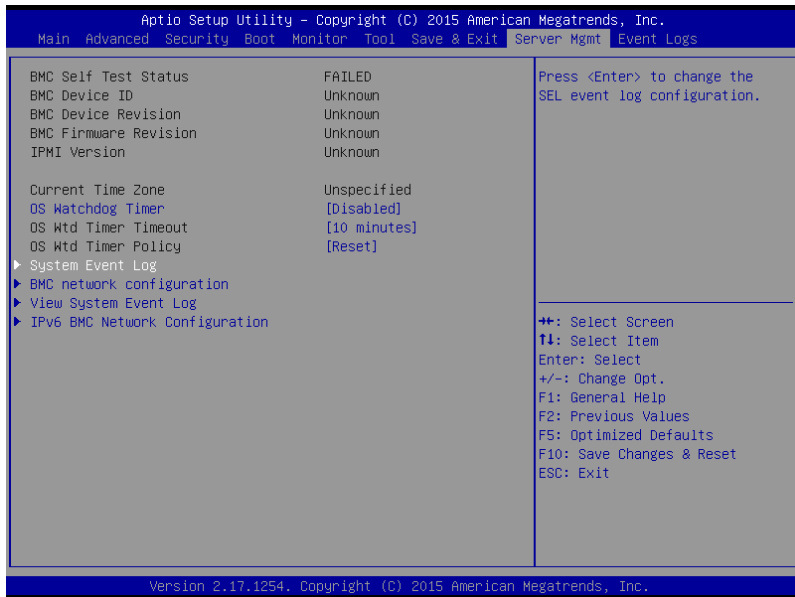 Aptio Setup Utility – Copyright (C) 2015 American Megatrends, Inc.
Main Advanced Security Boot Monitor Tool Save & Exit Server Mgmt Event Logs
BMC Self Test Status FAILED
BMC Device ID Unknown
BMC Device Revision Unknown
BMC Firmware Revision Unknown
IPMI Version Unknown
Current Time Zone Unspecified
OS Watchdog Timer [Disabled]
OS Wtd Timer Timeout [10 minutes]
OS Wtd Timer Policy [Reset]
System Event Log
BMC network configuration
View System Event Log
IPv6 BMC Network Configuration
Press <Enter> to change the
SEL event log configuration.
→←: Select Screen
↑↓: Select Item
Enter: Select
+/-: Change Opt.
F1: General Help
F2: Previous Values
F5: Optimized Defaults
F10: Save Changes & Reset
ESC: Exit
Version 2.17.1254. Copyright (C) 2015 American Megatrends, Inc.